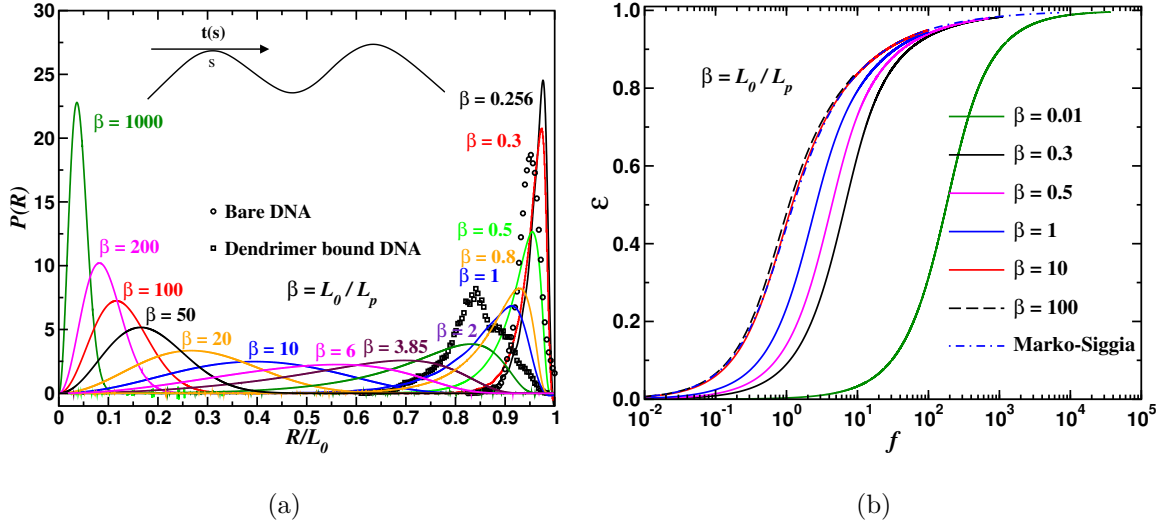 t(s)
s
30
25
20
15
10
5
0
P(R)
β = 1000
β = 200
β = 100
β = 50
β = 20
β = 10
β = 6
β = 3.85
β = 2
β = 1
β = 0.8
β = 0.5
β = 0.3
β = 0.256
Bare DNA
Dendrimer bound DNA
β = L₀ / Lₚ
0 0.1 0.2 0.3 0.4 0.5 0.6 0.7 0.8 0.9 1
R/L₀
(a)
1.0
0.8
0.6
0.4
0.2
0.0
ε
β = L₀ / Lₚ
β = 0.01
β = 0.3
β = 0.5
β = 1
β = 10
β = 100
Marko-Siggia
10⁻² 10⁻¹ 10⁰ 10¹ 10² 10³ 10⁴ 10⁵
f
(b)